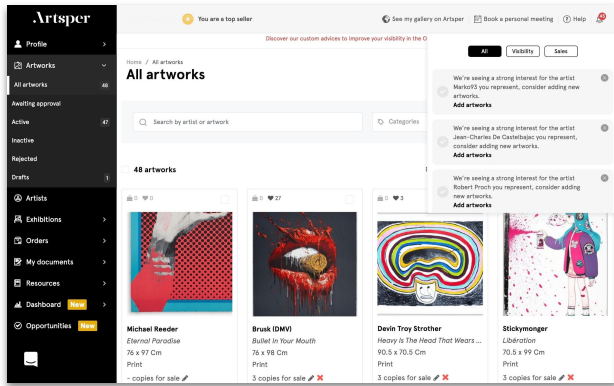 Artsper
You are a top seller
See my gallery on Artsper
Book a personal meeting
Help
Profile
Artworks
All artworks 48
Awaiting approval
Active 47
Inactive
Rejected
Drafts 1
Artists
Exhibitions
Orders
My documents
Resources
Dashboard New
Opportunities New
Discover our custom advices to improve your visibility in the
Home / All artworks
All artworks
Search by artist or artwork
Categories
48 artworks
All
Visibility
Sales
We're seeing a strong interest for the artist
Marko93 you represent, consider adding new
artworks.
Add artworks
We're seeing a strong interest for the artist
Jean-Charles De Castelbajac you represent,
consider adding new artworks.
Add artworks
We're seeing a strong interest for the artist
Robert Proch you represent, consider adding
new artworks.
Add artworks
0 0
Michael Reeder
Eternal Paradise
76 x 97 Cm
Print
- copies for sale
0 27
Brusk (DMV)
Bullet In Your Mouth
76 x 98 Cm
Print
3 copies for sale
0 3
Devin Troy Strother
Heavy Is The Head That Wears ...
90.5 x 70.5 Cm
Print
3 copies for sale
Stickymonger
Libération
70.5 x 99 Cm
Print
3 copies for sale